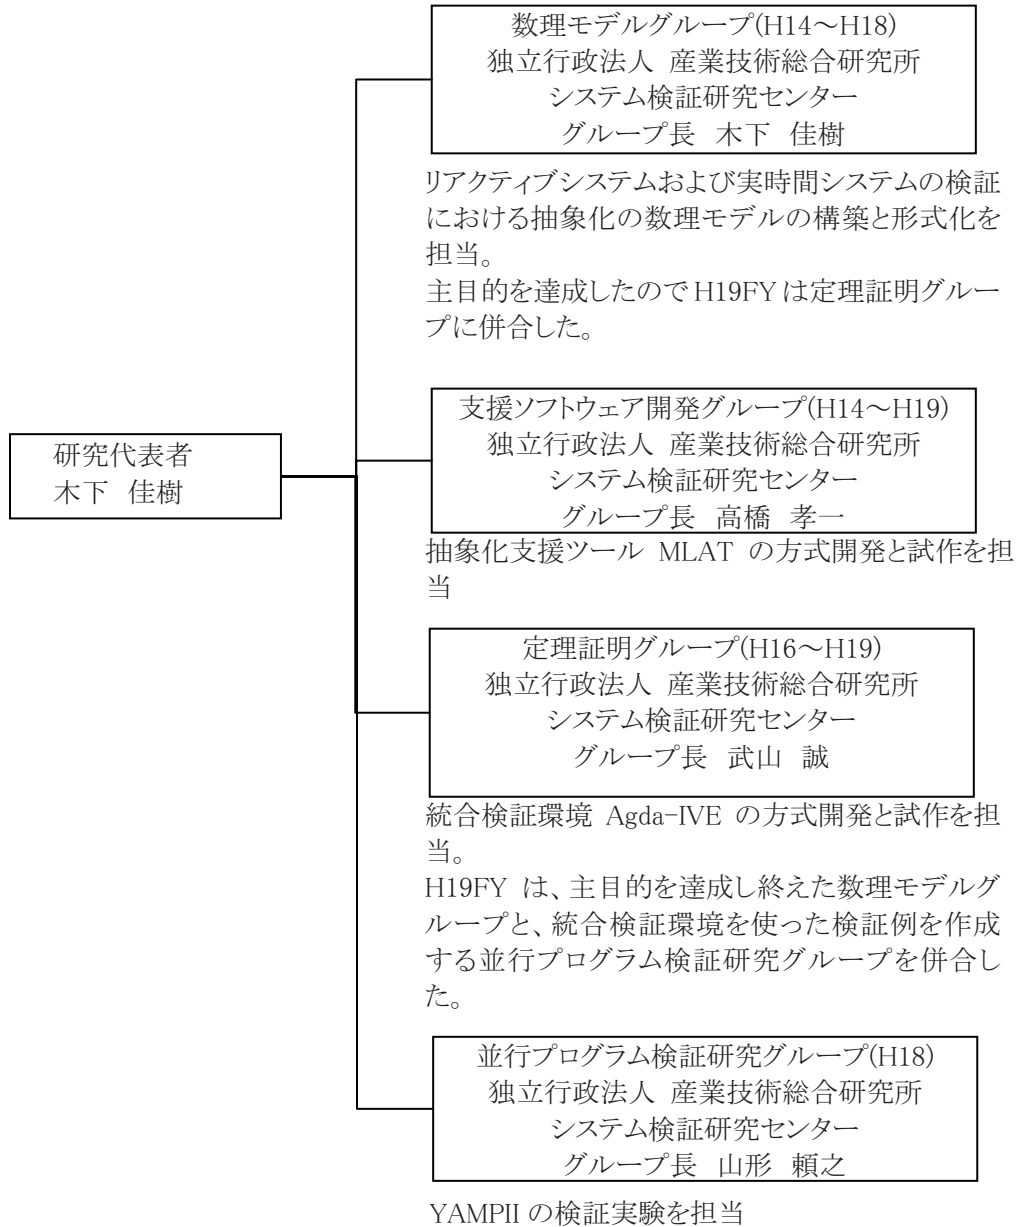 数理モデルグループ(H14～H18)
独立行政法人 産業技術総合研究所
システム検証研究センター
グループ長 木下 佳樹
リアクティブシステムおよび実時間システムの検証
における抽象化の数理モデルの構築と形式化を
担当。
主目的を達成したので H19FY は定理証明グルー
プに併合した。
支援ソフトウェア開発グループ(H14～H19)
独立行政法人 産業技術総合研究所
システム検証研究センター
グループ長 高橋 孝一
抽象化支援ツール MLAT の方式開発と試作を担
当
研究代表者
木下 佳樹
定理証明グループ(H16～H19)
独立行政法人 産業技術総合研究所
システム検証研究センター
グループ長 武山 誠
統合検証環境 Agda-IVE の方式開発と試作を担
当。
H19FY は、主目的を達成し終えた数理モデルグ
ループと、統合検証環境を使った検証例を作成
する並行プログラム検証研究グループを併合し
た。
並行プログラム検証研究グループ(H18)
独立行政法人 産業技術総合研究所
システム検証研究センター
グループ長 山形 頼之
YAMPII の検証実験を担当